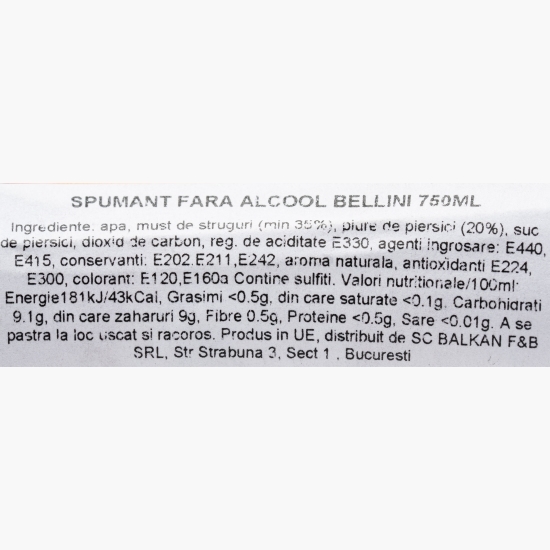 SPUMANT FARA ALCOOL BELLINI 750ML
Ingrediente: apa, must de struguri (min 35%), piure de piersici (20%), suc
de piersici, dioxid de carbon, reg. de aciditate E330, agenti ingrosare: E440,
E415, conservanti: E202.E211,E242, aroma naturala, antioxidanti E224,
E300, colorant: E120,E160a Contine sulfiti. Valori nutritionale/100ml:
Energie181kJ/43kCal, Grasimi <0.5g, din care saturate <0.1g, Carbohidrati
9.1g, din care zaharuri 9g, Fibre 0.5g, Proteine <0.5g, Sare <0.01g. A se
pastra la loc uscat si racoros. Produs in UE, distribuit de SC BALKAN F&B
SRL, Str Strabuna 3, Sect 1 , Bucuresti